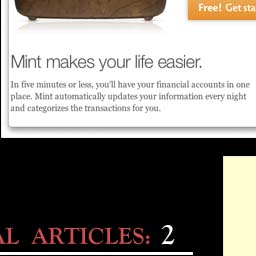 Free! Get sta
Mint makes your life easier.
In five minutes or less, you'll have your financial accounts in one
place. Mint automatically updates your information every night
and categorizes the transactions for you.
AL ARTICLES: 2